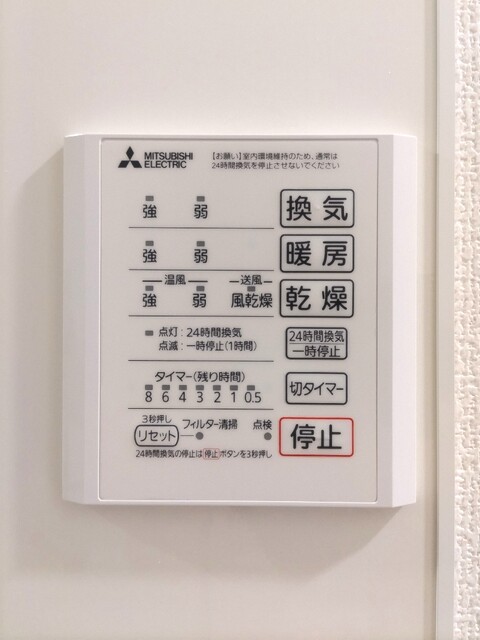 MITSUBISHI
ELECTRIC
【お願い】室内環境維持のため、通常は
24時間換気を停止させないでください
強 弱 換気
強 弱 暖房
温風 送風
強 弱 風乾燥 乾燥
点灯:24時間換気
点滅:一時停止(1時間)
24時間換気
一時停止
タイマー(残り時間)
8 6 4 3 2 1 0.5
切タイマー
3秒押し
リセット フィルター清掃 点検
停止
24時間換気の停止は停止ボタンを3秒押し